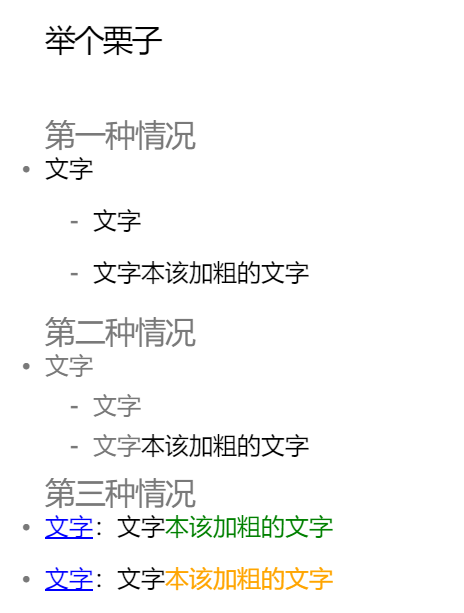 举个栗子
第一种情况
• 文字
- 文字
- 文字本该加粗的文字
第二种情况
• 文字
- 文字
- 文字本该加粗的文字
第三种情况
• 文字：文字本该加粗的文字
• 文字：文字本该加粗的文字